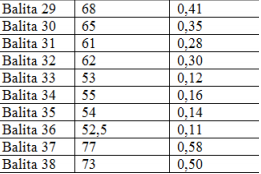 Balita 29 68 0,41
Balita 30 65 0,35
Balita 31 61 0,28
Balita 32 62 0,30
Balita 33 53 0,12
Balita 34 55 0,16
Balita 35 54 0,14
Balita 36 52,5 0,11
Balita 37 77 0,58
Balita 38 73 0,50